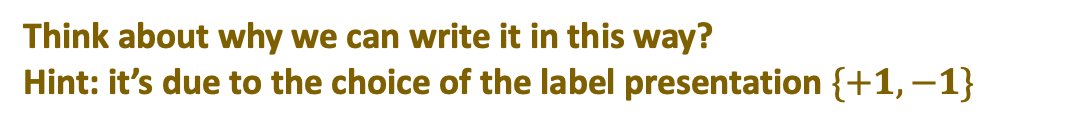 Think about why we can write it in this way?
Hint: it’s due to the choice of the label presentation {+1, −1}